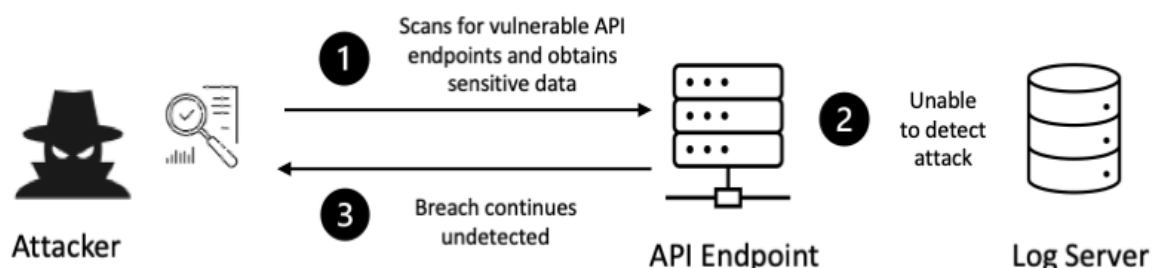 1
Scans for vulnerable API
endpoints and obtains
sensitive data
2
Unable
to detect
attack
3
Breach continues
undetected
Attacker
API Endpoint
Log Server